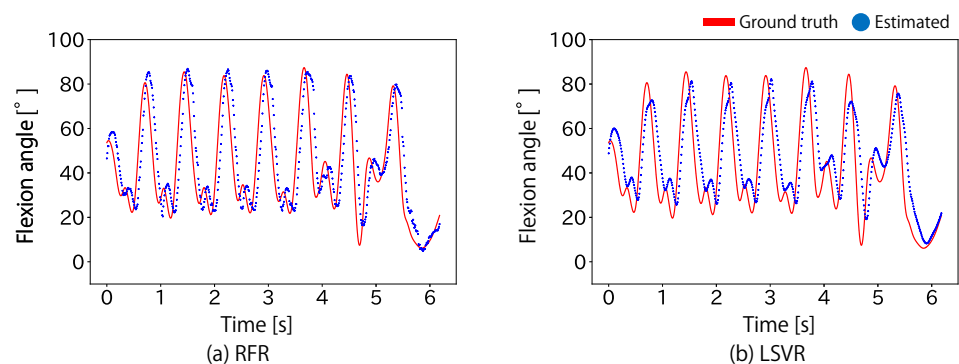 Ground truth
Estimated
100
80
60
40
20
0
Flexion angle [°]
0 1 2 3 4 5 6
Time [s]
(a) RFR
100
80
60
40
20
0
Flexion angle [°]
0 1 2 3 4 5 6
Time [s]
(b) LSVR